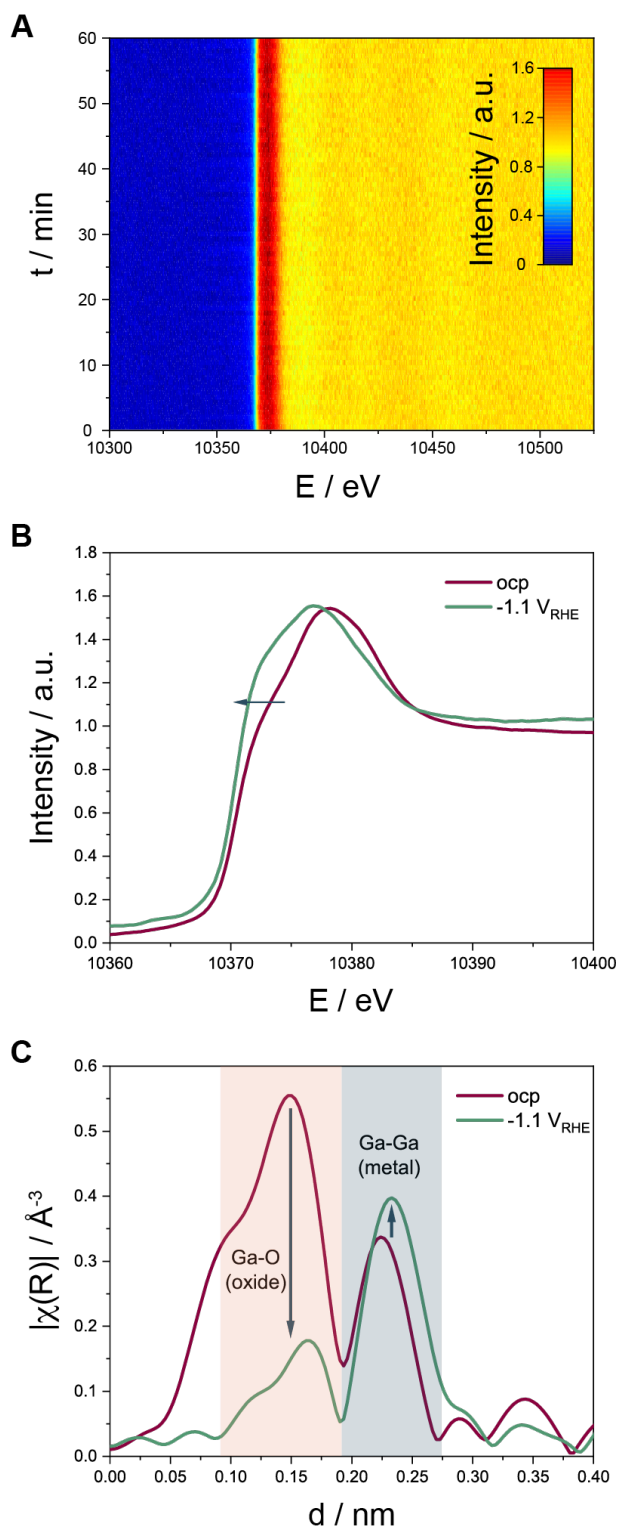 A
60
50
40
30
20
10
0
t / min
1.6
1.2
0.8
0.4
0
Intensity / a.u.
10300 10350 10400 10450 10500
E / eV
B
1.8
1.6
1.4
1.2
1.0
0.8
0.6
0.4
0.2
0.0
Intensity / a.u.
ocp
-1.1 V_RHE
10360 10370 10380 10390 10400
E / eV
C
0.6
0.5
0.4
0.3
0.2
0.1
0.0
|χ(R)| / Å⁻³
ocp
-1.1 V_RHE
Ga-Ga
(metal)
Ga-O
(oxide)
0.00 0.05 0.10 0.15 0.20 0.25 0.30 0.35 0.40
d / nm